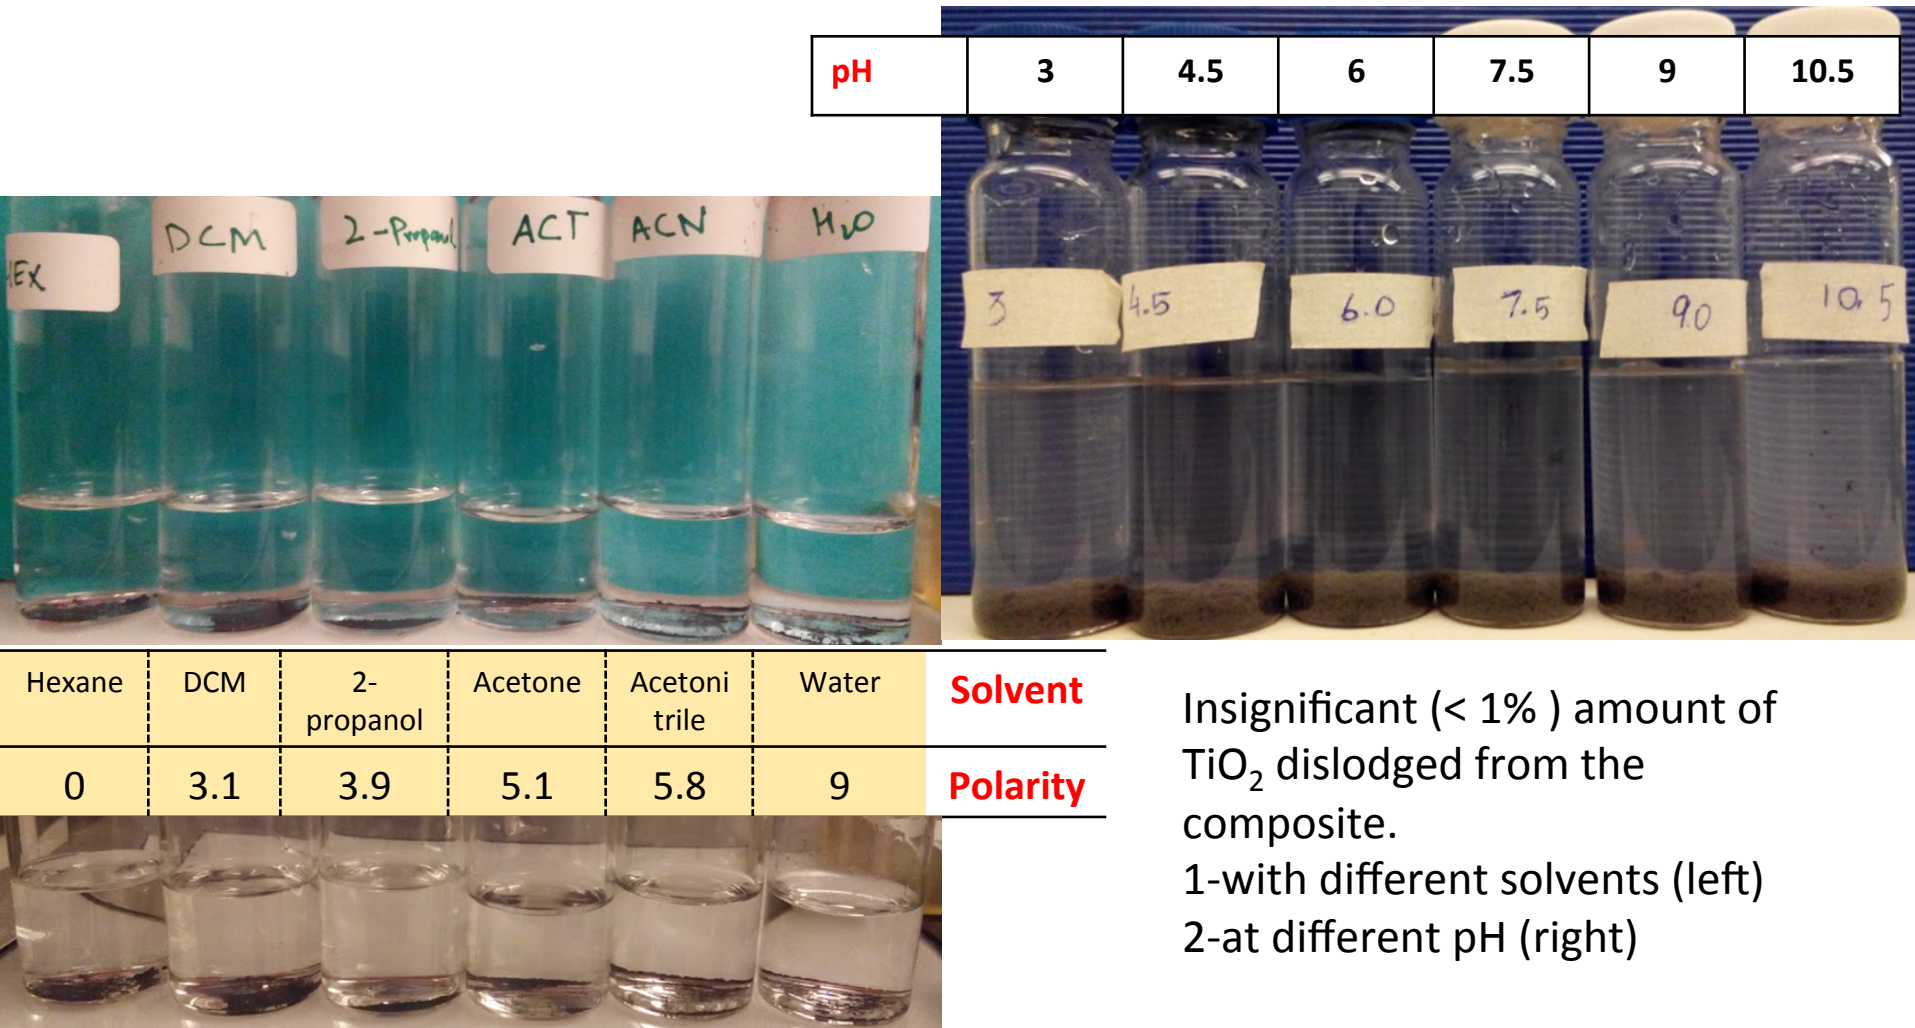 pH 3 4.5 6 7.5 9 10.5
HEX DCM 2-Propanol ACT ACN H2O
3 4.5 6.0 7.5 9.0 10.5
Hexane DCM 2-propanol Acetone Acetoni trile Water Solvent
0 3.1 3.9 5.1 5.8 9 Polarity
Insignificant (< 1% ) amount of
TiO2 dislodged from the
composite.
1-with different solvents (left)
2-at different pH (right)